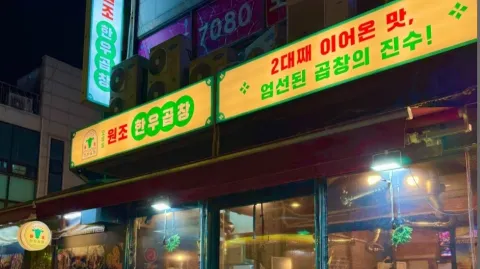 원조
한우곱창
7080
2대째 이어온 맛,
엄선된 곱창의 진수!
원조 한우곱창